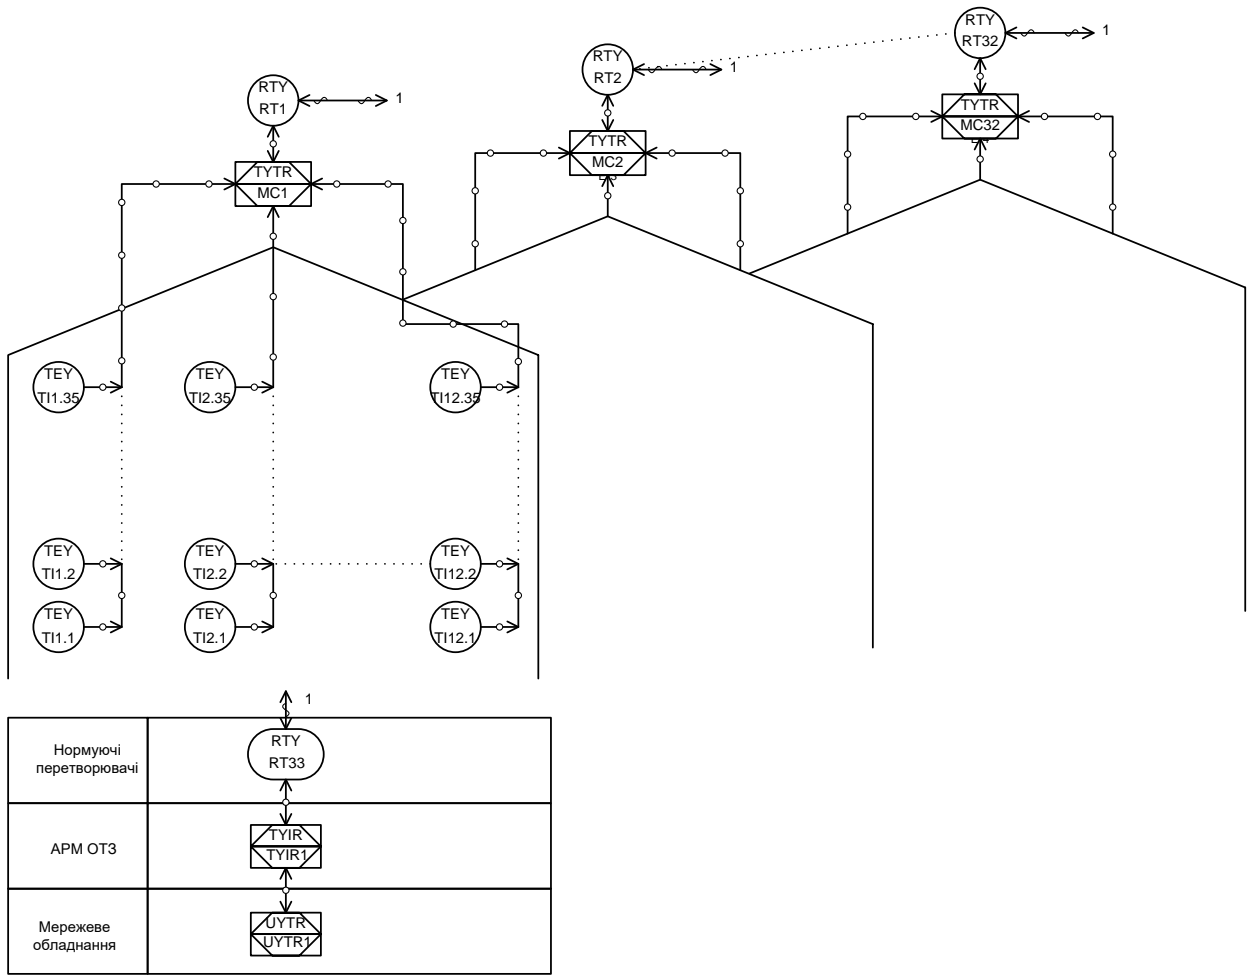 RTY
RT32
1
RTY
RT2
1
RTY
RT1
1
TYTR
MC32
TYTR
MC2
TYTR
MC1
TEY
TI1.35
TEY
TI2.35
TEY
TI12.35
TEY
TI1.2
TEY
TI2.2
TEY
TI12.2
TEY
TI1.1
TEY
TI2.1
TEY
TI12.1
1
Нормуючі
перетворювачі
RTY
RT33
АРМ ОТЗ
TYIR
TYIR1
Мережеве
обладнання
UYTR
UYTR1